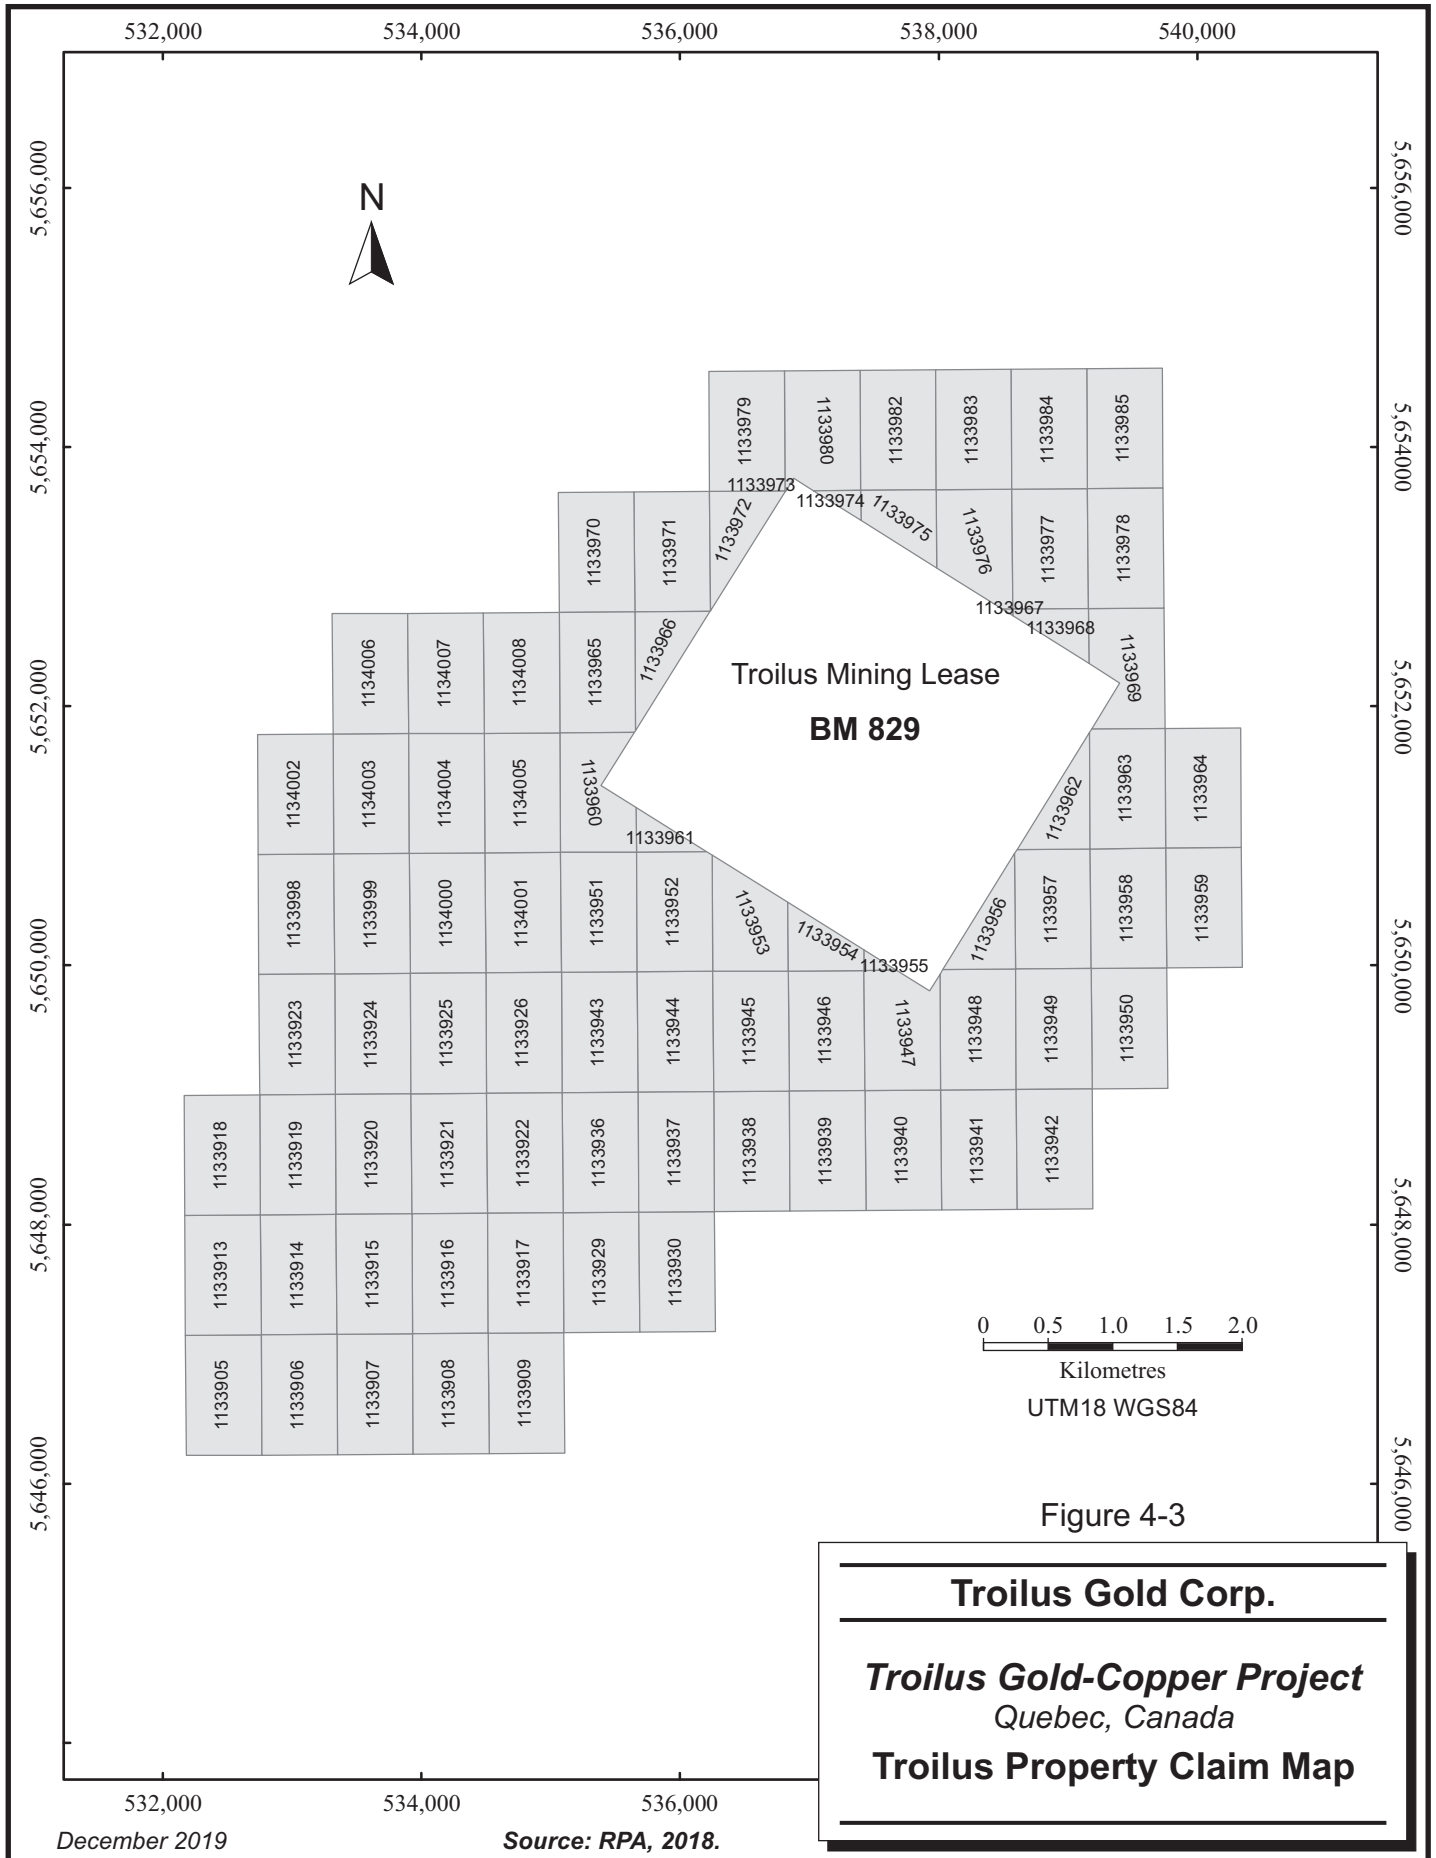 532,000 534,000 536,000 538,000 540,000
5,656,000
5,656,000
N
1133979 1133980 1133982 1133983 1133984 1133985
5,654,000
5,654000
1133973
1133974
1133970 1133971 1133972 1133975 1133976 1133977 1133978
1133967
1133968
1134006 1134007 1134008 1133965 1133966 1133969
Troilus Mining Lease
BM 829
5,652,000
5,652,000
1134002 1134003 1134004 1134005 1133960 1133962 1133963 1133964
1133961
1133998 1133999 1134000 1134001 1133951 1133952 1133953 1133954 1133956 1133957 1133958 1133959
1133955
5,650,000
5,650,000
1133923 1133924 1133925 1133926 1133943 1133944 1133945 1133946 1133947 1133948 1133949 1133950
1133918 1133919 1133920 1133921 1133922 1133936 1133937 1133938 1133939 1133940 1133941 1133942
5,648,000
5,648,000
1133913 1133914 1133915 1133916 1133917 1133929 1133930
0 0.5 1.0 1.5 2.0
Kilometres
UTM18 WGS84
1133905 1133906 1133907 1133908 1133909
5,646,000
5,646,000
Figure 4-3
Troilus Gold Corp.
Troilus Gold-Copper Project
Quebec, Canada
Troilus Property Claim Map
532,000 534,000 536,000
December 2019
Source: RPA, 2018.